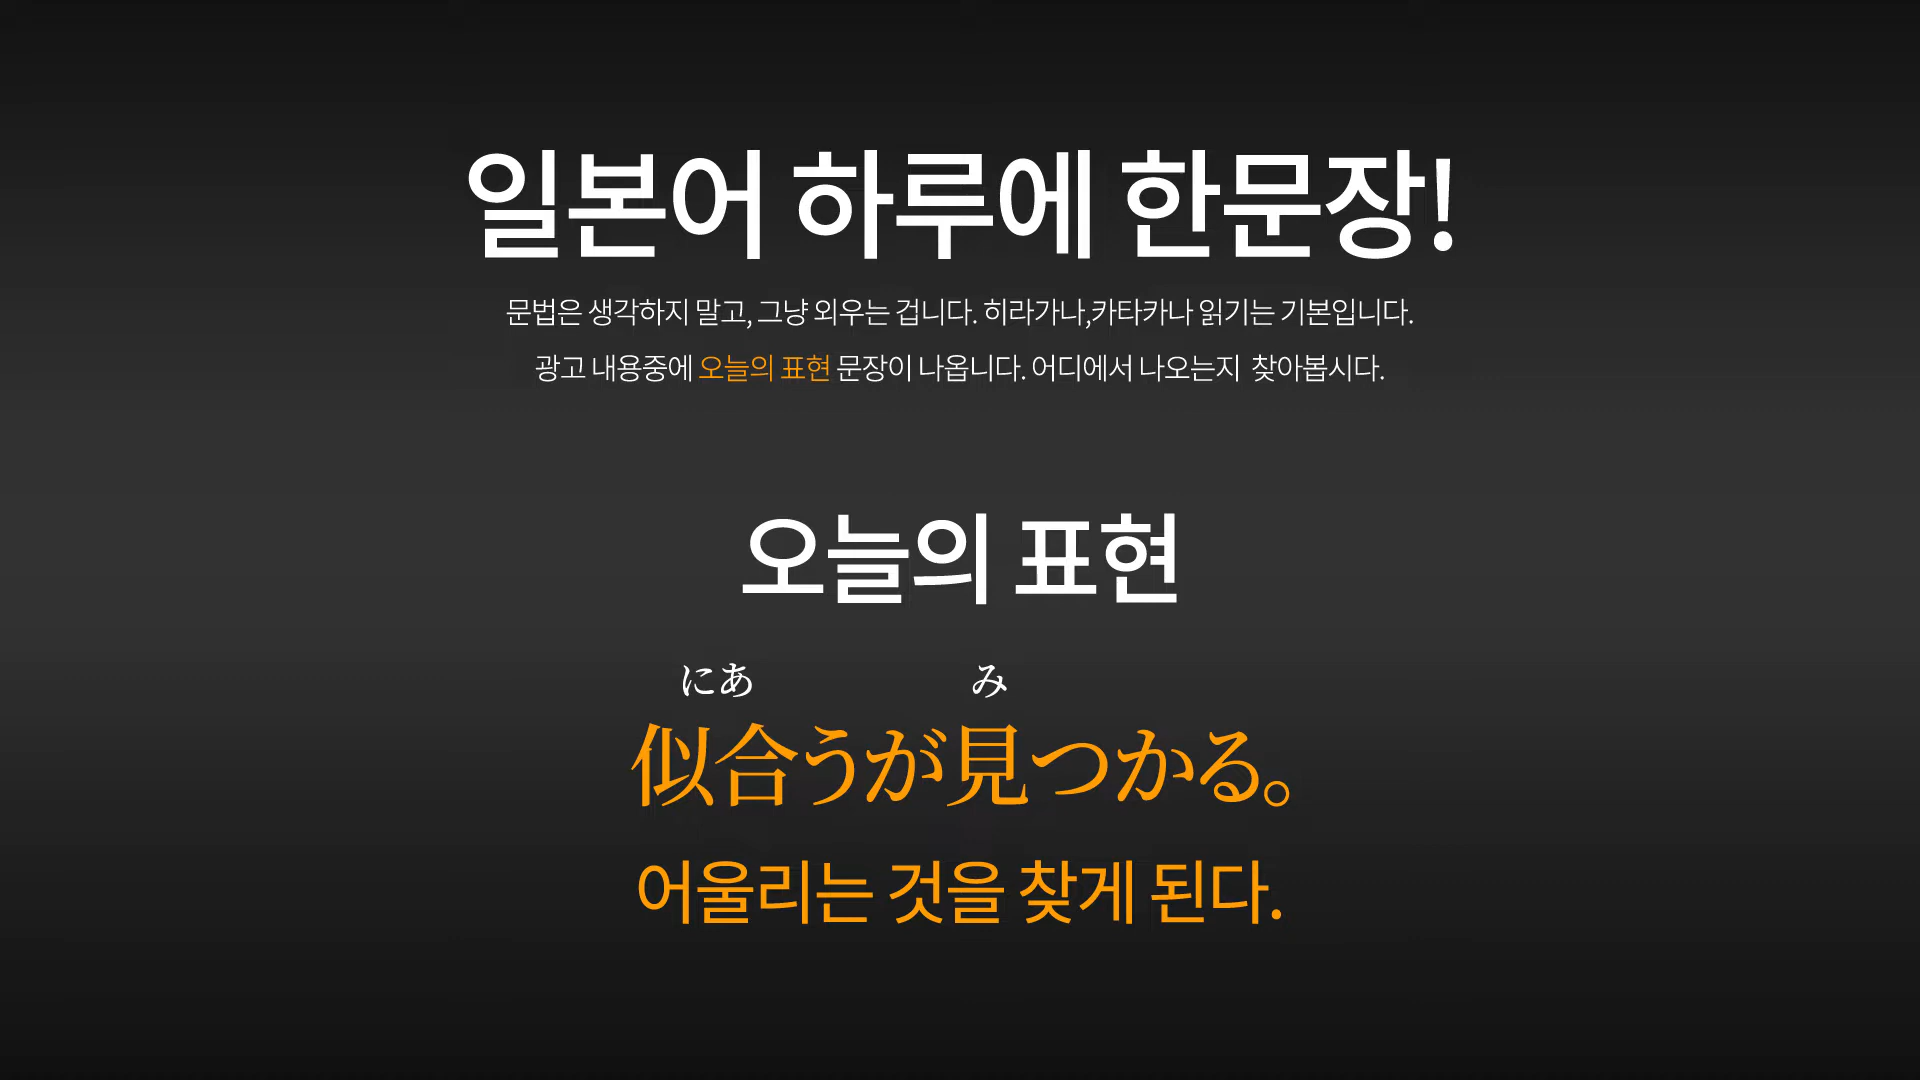 일본어 하루에 한문장!
문법은 생각하지 말고, 그냥 외우는 겁니다. 히라가나,카타카나 읽기는 기본입니다.
광고 내용중에 오늘의 표현 문장이 나옵니다. 어디에서 나오는지 찾아봅시다.
오늘의 표현
にあ み
似合うが見つかる。
어울리는 것을 찾게 된다.